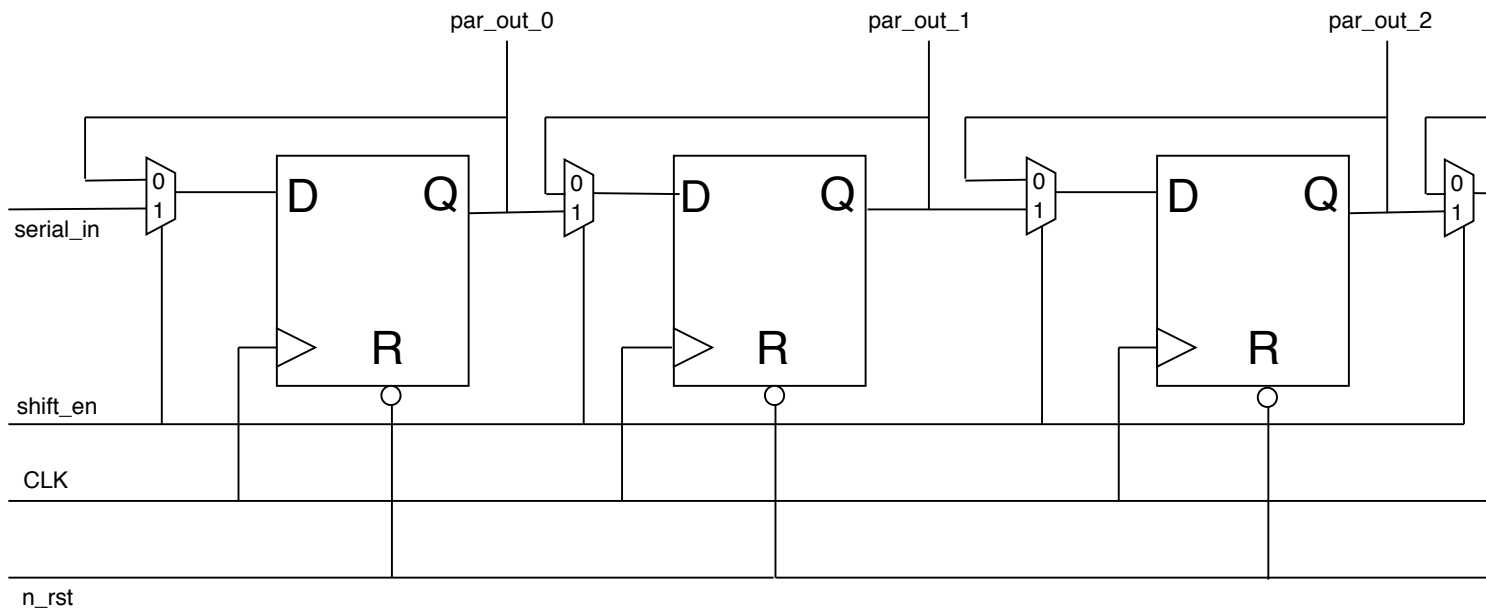 par_out_0 par_out_1 par_out_2
0 0 0 0
D Q D Q D Q
1 1 1 1
serial_in
R R R
shift_en
CLK
n_rst